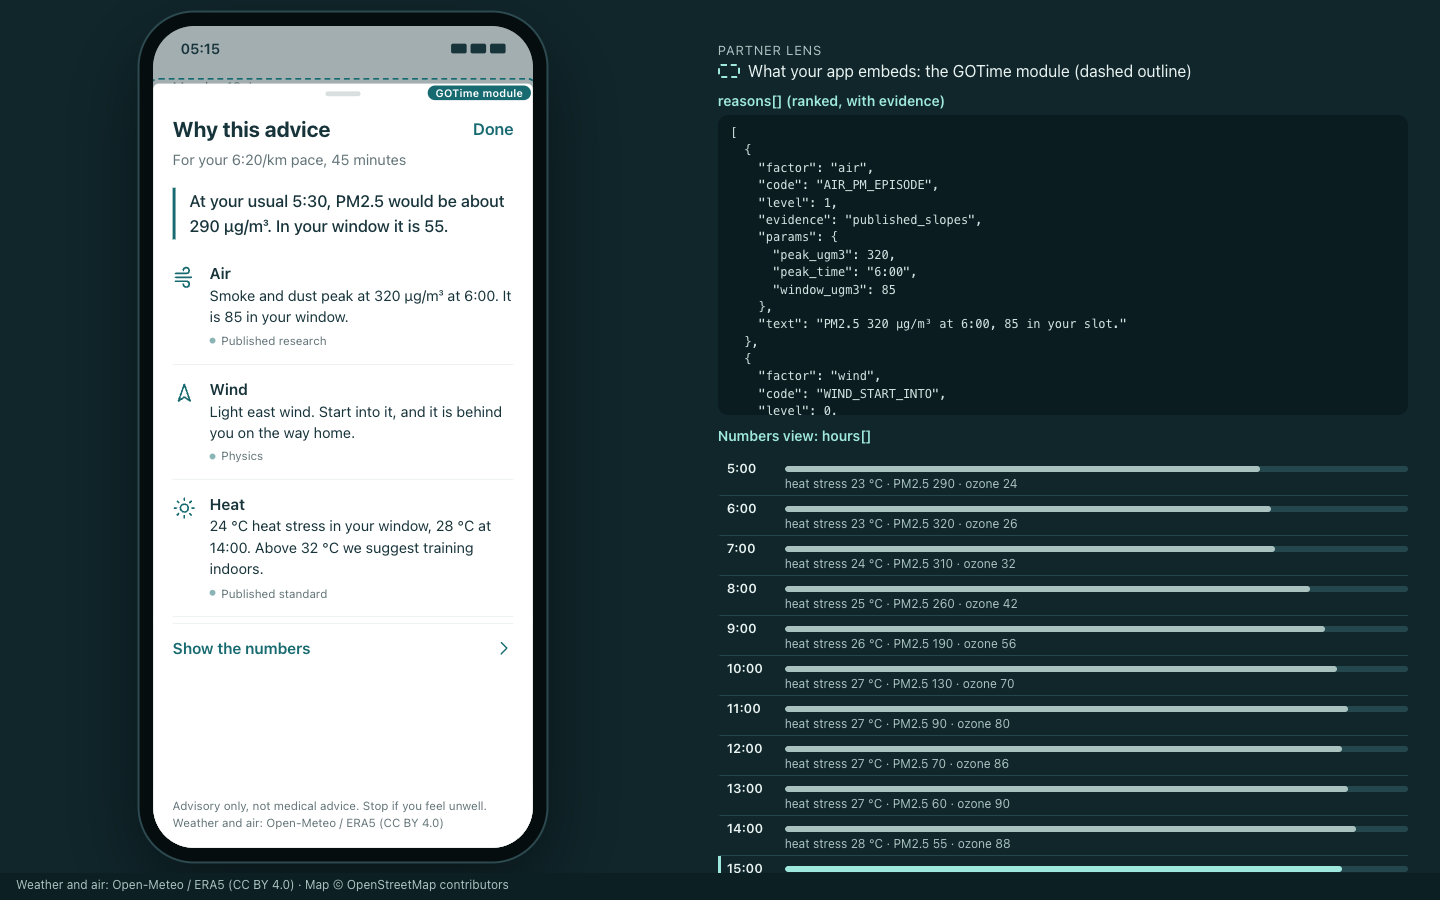 05:15
GOTime module
Why this advice
Done
For your 6:20/km pace, 45 minutes
At your usual 5:30, PM2.5 would be about
290 µg/m³. In your window it is 55.
Air
Smoke and dust peak at 320 µg/m³ at 6:00. It
is 85 in your window.
Published research
Wind
Light east wind. Start into it, and it is behind
you on the way home.
Physics
Heat
24 °C heat stress in your window, 28 °C at
14:00. Above 32 °C we suggest training
indoors.
Published standard
Show the numbers
Advisory only, not medical advice. Stop if you feel unwell.
Weather and air: Open-Meteo / ERA5 (CC BY 4.0)
PARTNER LENS
What your app embeds: the GOTime module (dashed outline)
reasons[] (ranked, with evidence)
[
{
"factor": "air",
"code": "AIR_PM_EPISODE",
"level": 1,
"evidence": "published_slopes",
"params": {
"peak_ugm3": 320,
"peak_time": "6:00",
"window_ugm3": 85
},
"text": "PM2.5 320 µg/m³ at 6:00, 85 in your slot."
},
{
"factor": "wind",
"code": "WIND_START_INTO",
"level": 0,
Numbers view: hours[]
5:00
heat stress 23 °C · PM2.5 290 · ozone 24
6:00
heat stress 23 °C · PM2.5 320 · ozone 26
7:00
heat stress 24 °C · PM2.5 310 · ozone 32
8:00
heat stress 25 °C · PM2.5 260 · ozone 42
9:00
heat stress 26 °C · PM2.5 190 · ozone 56
10:00
heat stress 27 °C · PM2.5 130 · ozone 70
11:00
heat stress 27 °C · PM2.5 90 · ozone 80
12:00
heat stress 27 °C · PM2.5 70 · ozone 86
13:00
heat stress 27 °C · PM2.5 60 · ozone 90
14:00
heat stress 28 °C · PM2.5 55 · ozone 88
15:00
Weather and air: Open-Meteo / ERA5 (CC BY 4.0) · Map © OpenStreetMap contributors